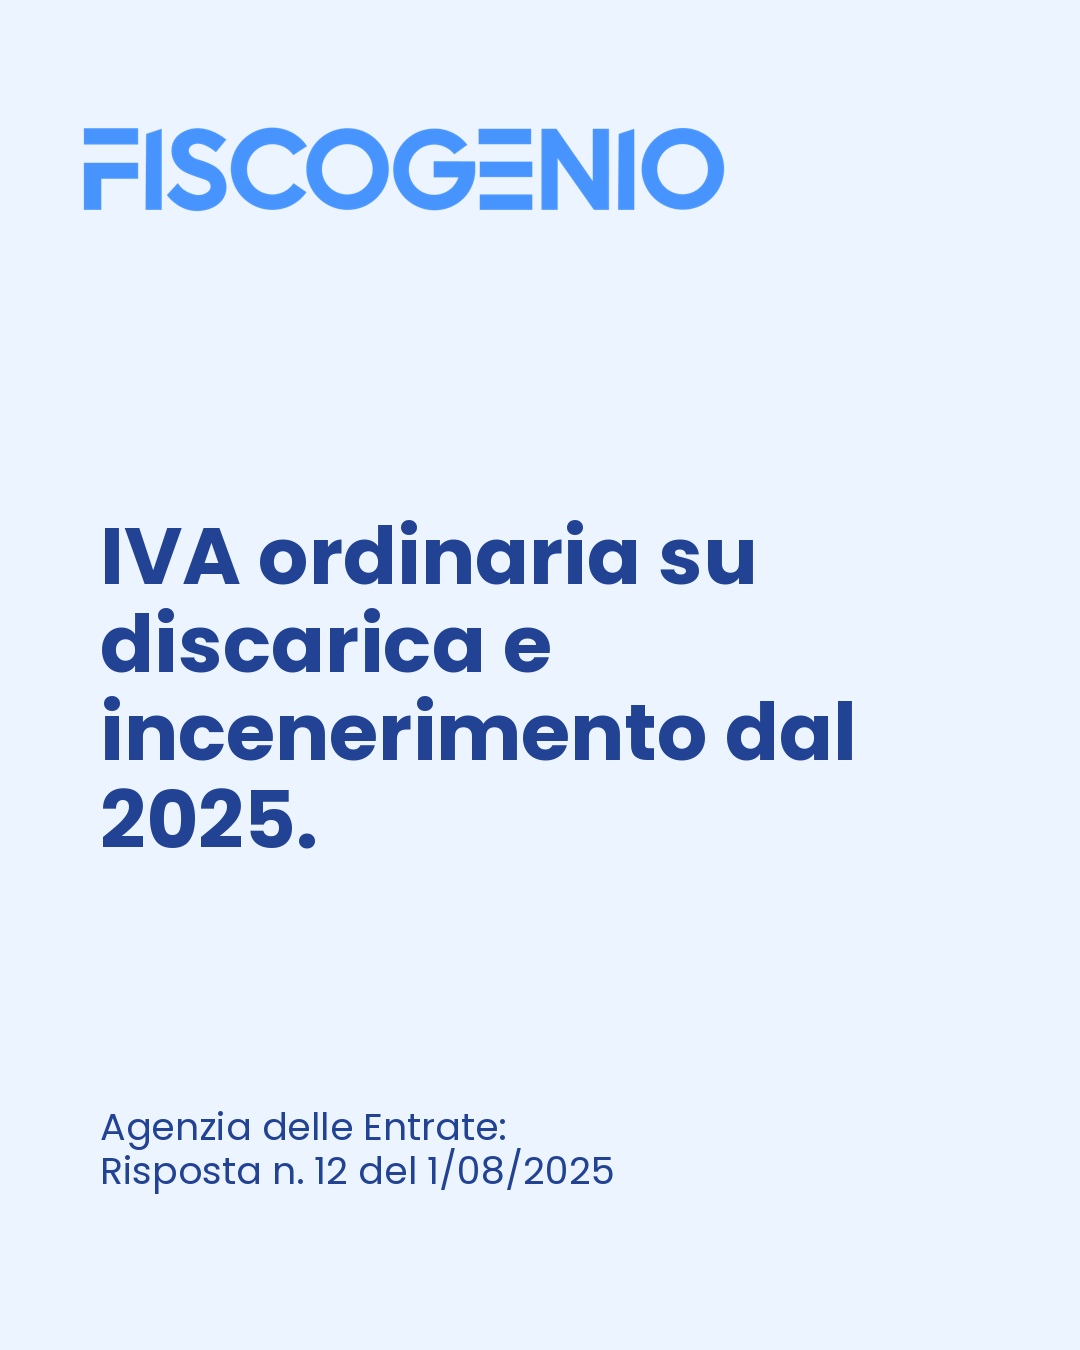 FISCOGENIO
IVA ordinaria su
discarica e
incenerimento dal
2025.
Agenzia delle Entrate:
Risposta n. 12 del 1/08/2025